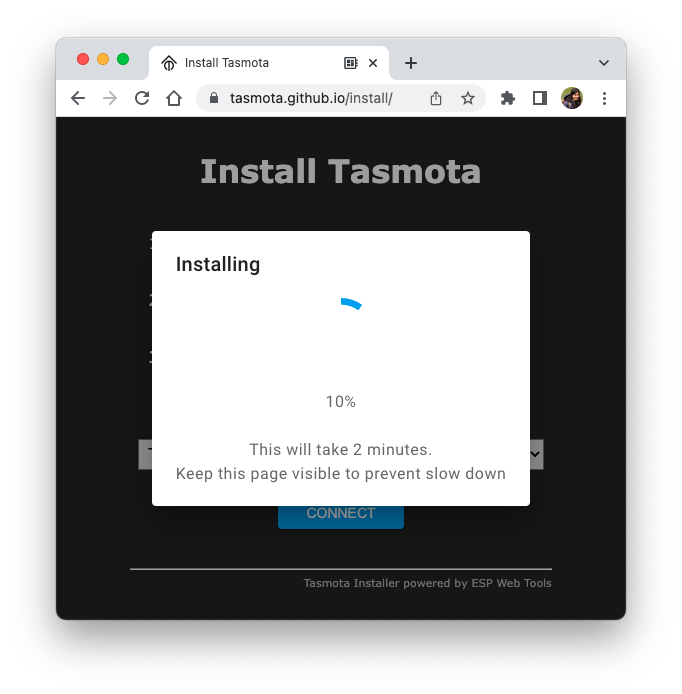 Install Tasmota
tasmota.github.io/install/
Install Tasmota
Installing
10%
This will take 2 minutes.
Keep this page visible to prevent slow down
CONNECT
Tasmota Installer powered by ESP Web Tools